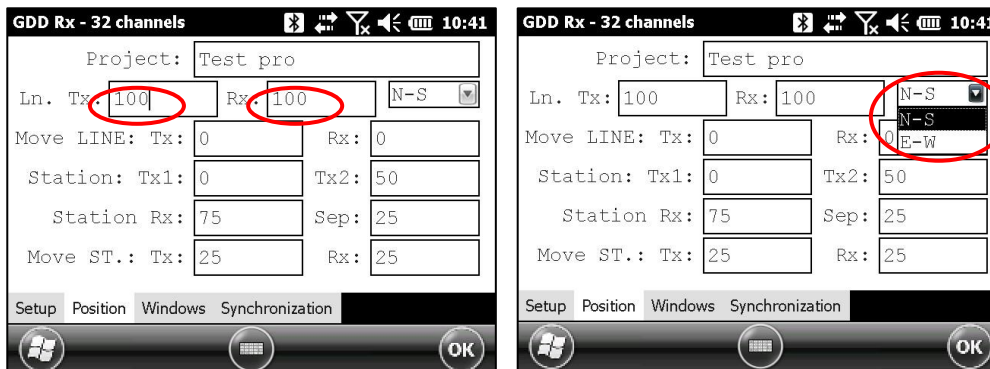 GDD Rx - 32 channels 10:41
Project: Test pro
Ln. Tx: 100 Rx: 100 N-S
Move LINE: Tx: 0 Rx: 0
Station: Tx1: 0 Tx2: 50
Station Rx: 75 Sep: 25
Move ST.: Tx: 25 Rx: 25
Setup Position Windows Synchronization
OK
GDD Rx - 32 channels 10:41
Project: Test pro
Ln. Tx: 100 Rx: 100 N-S
N-S
Move LINE: Tx: 0 Rx: 0 E-W
Station: Tx1: 0 Tx2: 50
Station Rx: 75 Sep: 25
Move ST.: Tx: 25 Rx: 25
Setup Position Windows Synchronization
OK